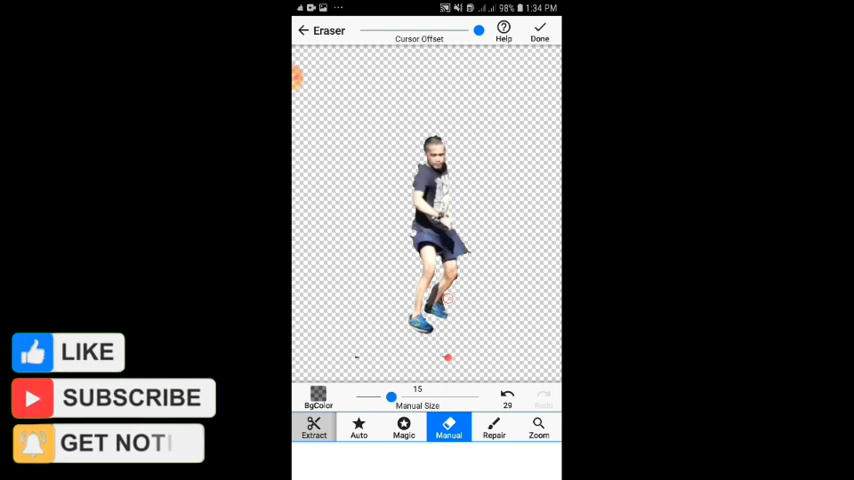 98% 1:34 PM
Eraser
Cursor Offset
Help
Done
LIKE
SUBSCRIBE
GET NOTI
BgColor
15
Manual Size
29
Redo
Extract
Auto
Magic
Manual
Repair
Zoom